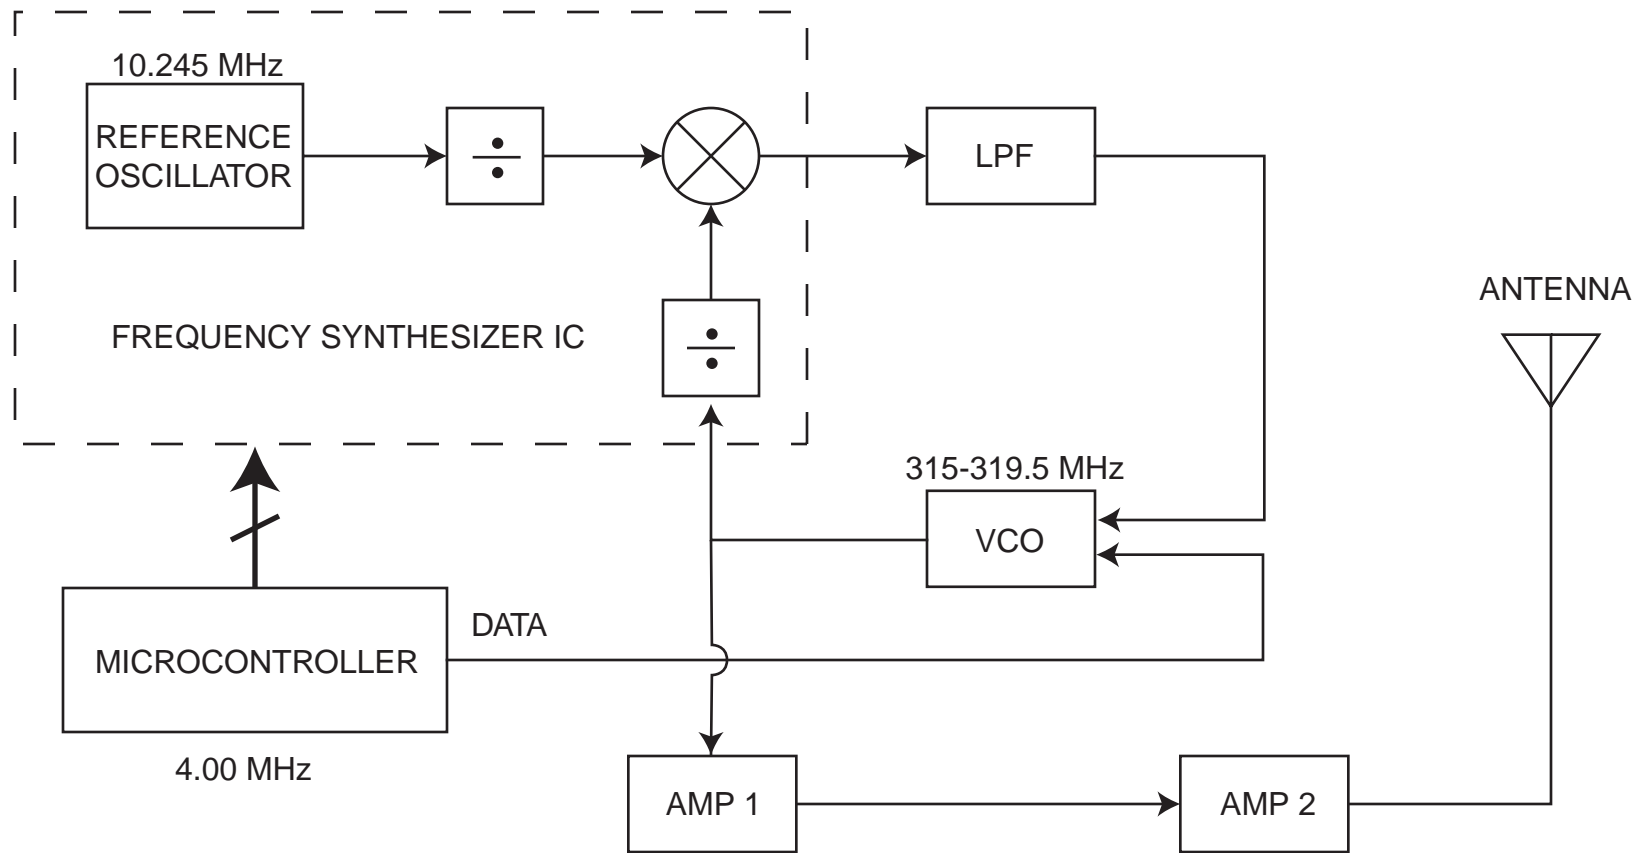 10.245 MHz
REFERENCE
OSCILLATOR
LPF
FREQUENCY SYNTHESIZER IC
ANTENNA
315-319.5 MHz
VCO
DATA
MICROCONTROLLER
4.00 MHz
AMP 1
AMP 2